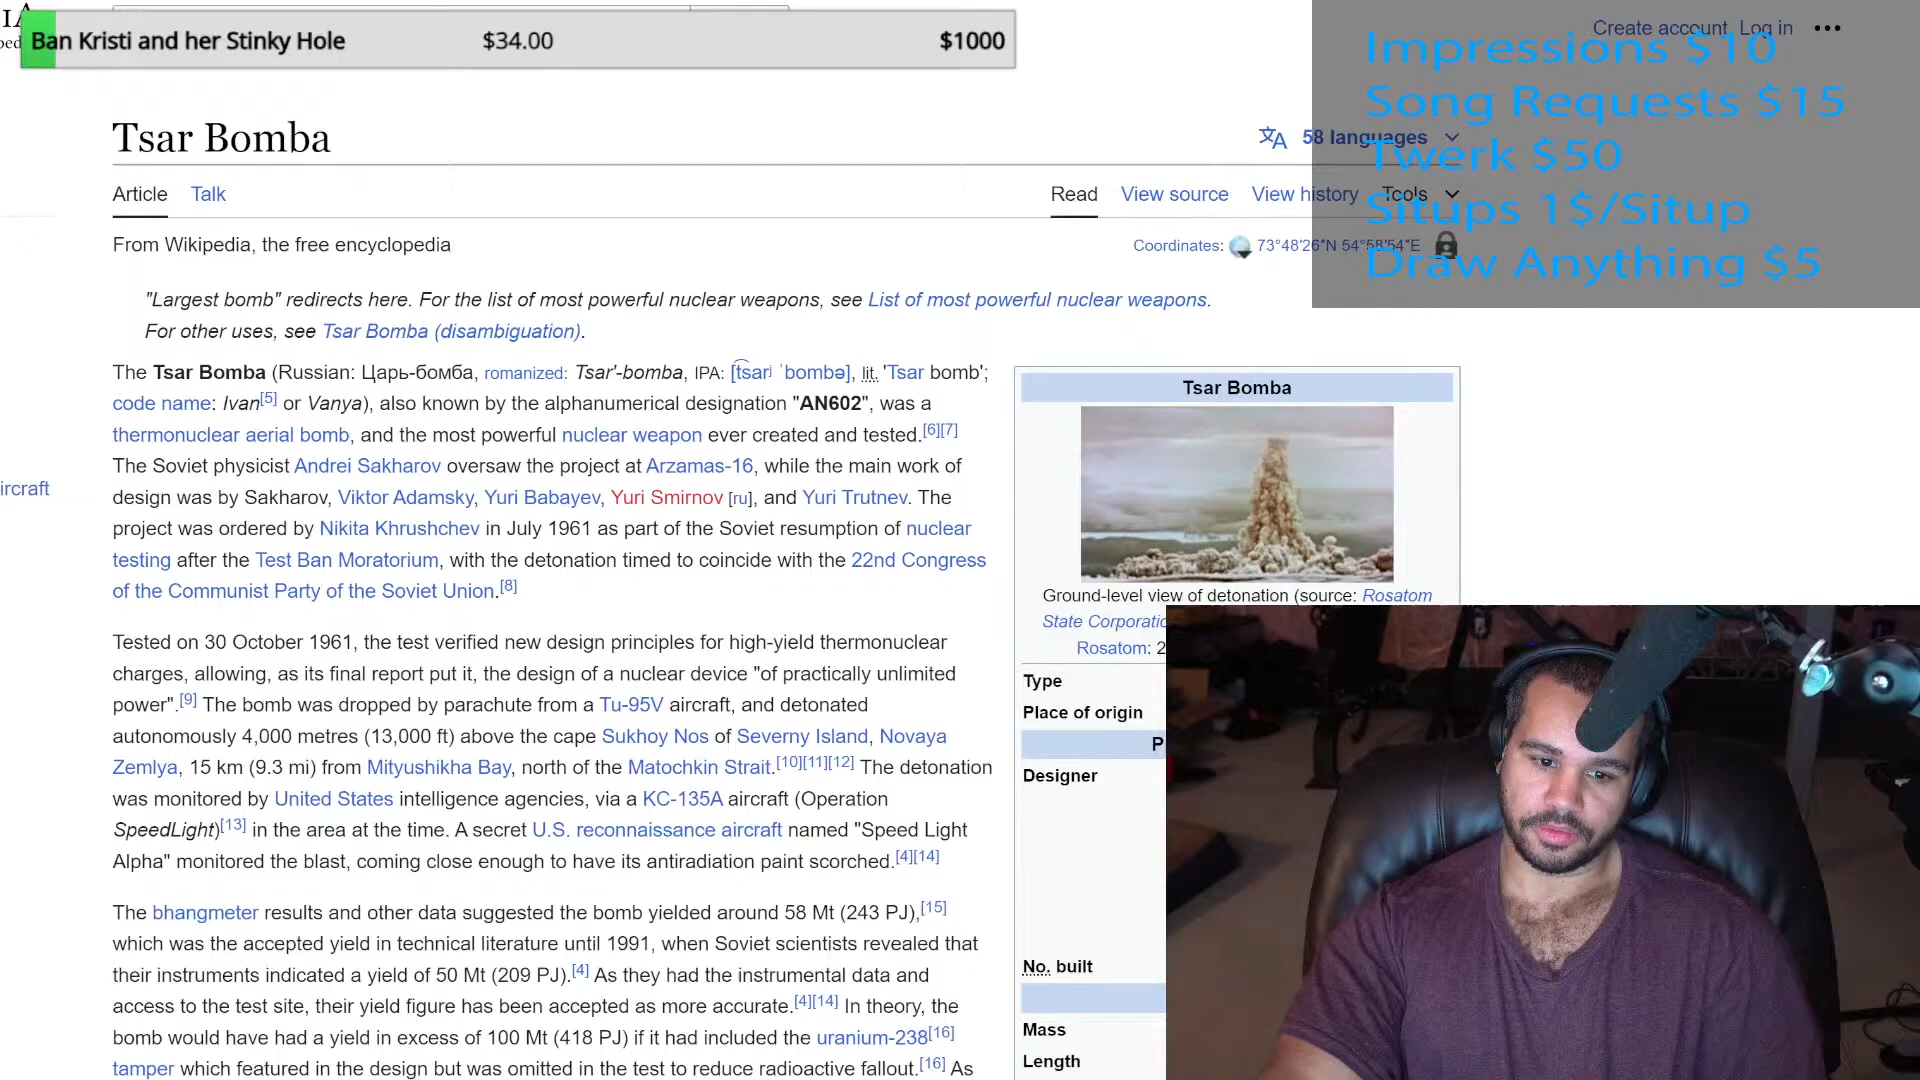 Ban Kristi and her Stinky Hole $34.00 $1000
Create account Log in
Impressions $10
Song Requests $15
Twerk $50
Situps 1$/Situp
Draw Anything $5
Tsar Bomba
58 languages
Article Talk
Read View source View history Tools
From Wikipedia, the free encyclopedia
Coordinates: 73°48′26″N 54°58′54″E
"Largest bomb" redirects here. For the list of most powerful nuclear weapons, see List of most powerful nuclear weapons.
For other uses, see Tsar Bomba (disambiguation).
The Tsar Bomba (Russian: Царь-бомба, romanized: Tsar'-bomba, IPA: [t͡sarʲ ˈbombə], lit. 'Tsar bomb';
code name: Ivan[5] or Vanya), also known by the alphanumerical designation "AN602", was a
thermonuclear aerial bomb, and the most powerful nuclear weapon ever created and tested.[6][7]
The Soviet physicist Andrei Sakharov oversaw the project at Arzamas-16, while the main work of
design was by Sakharov, Viktor Adamsky, Yuri Babayev, Yuri Smirnov [ru], and Yuri Trutnev. The
project was ordered by Nikita Khrushchev in July 1961 as part of the Soviet resumption of nuclear
testing after the Test Ban Moratorium, with the detonation timed to coincide with the 22nd Congress
of the Communist Party of the Soviet Union.[8]
ircraft
Tested on 30 October 1961, the test verified new design principles for high-yield thermonuclear
charges, allowing, as its final report put it, the design of a nuclear device "of practically unlimited
power".[9] The bomb was dropped by parachute from a Tu-95V aircraft, and detonated
autonomously 4,000 metres (13,000 ft) above the cape Sukhoy Nos of Severny Island, Novaya
Zemlya, 15 km (9.3 mi) from Mityushikha Bay, north of the Matochkin Strait.[10][11][12] The detonation
was monitored by United States intelligence agencies, via a KC-135A aircraft (Operation
SpeedLight)[13] in the area at the time. A secret U.S. reconnaissance aircraft named "Speed Light
Alpha" monitored the blast, coming close enough to have its antiradiation paint scorched.[4][14]
The bhangmeter results and other data suggested the bomb yielded around 58 Mt (243 PJ),[15]
which was the accepted yield in technical literature until 1991, when Soviet scientists revealed that
their instruments indicated a yield of 50 Mt (209 PJ).[4] As they had the instrumental data and
access to the test site, their yield figure has been accepted as more accurate.[4][14] In theory, the
bomb would have had a yield in excess of 100 Mt (418 PJ) if it had included the uranium-238[16]
tamper which featured in the design but was omitted in the test to reduce radioactive fallout.[16] As
Tsar Bomba
Ground-level view of detonation (source: Rosatom
State Corporatio
Rosatom: 2
Type
Place of origin
P
Designer
No. built
Mass
Length